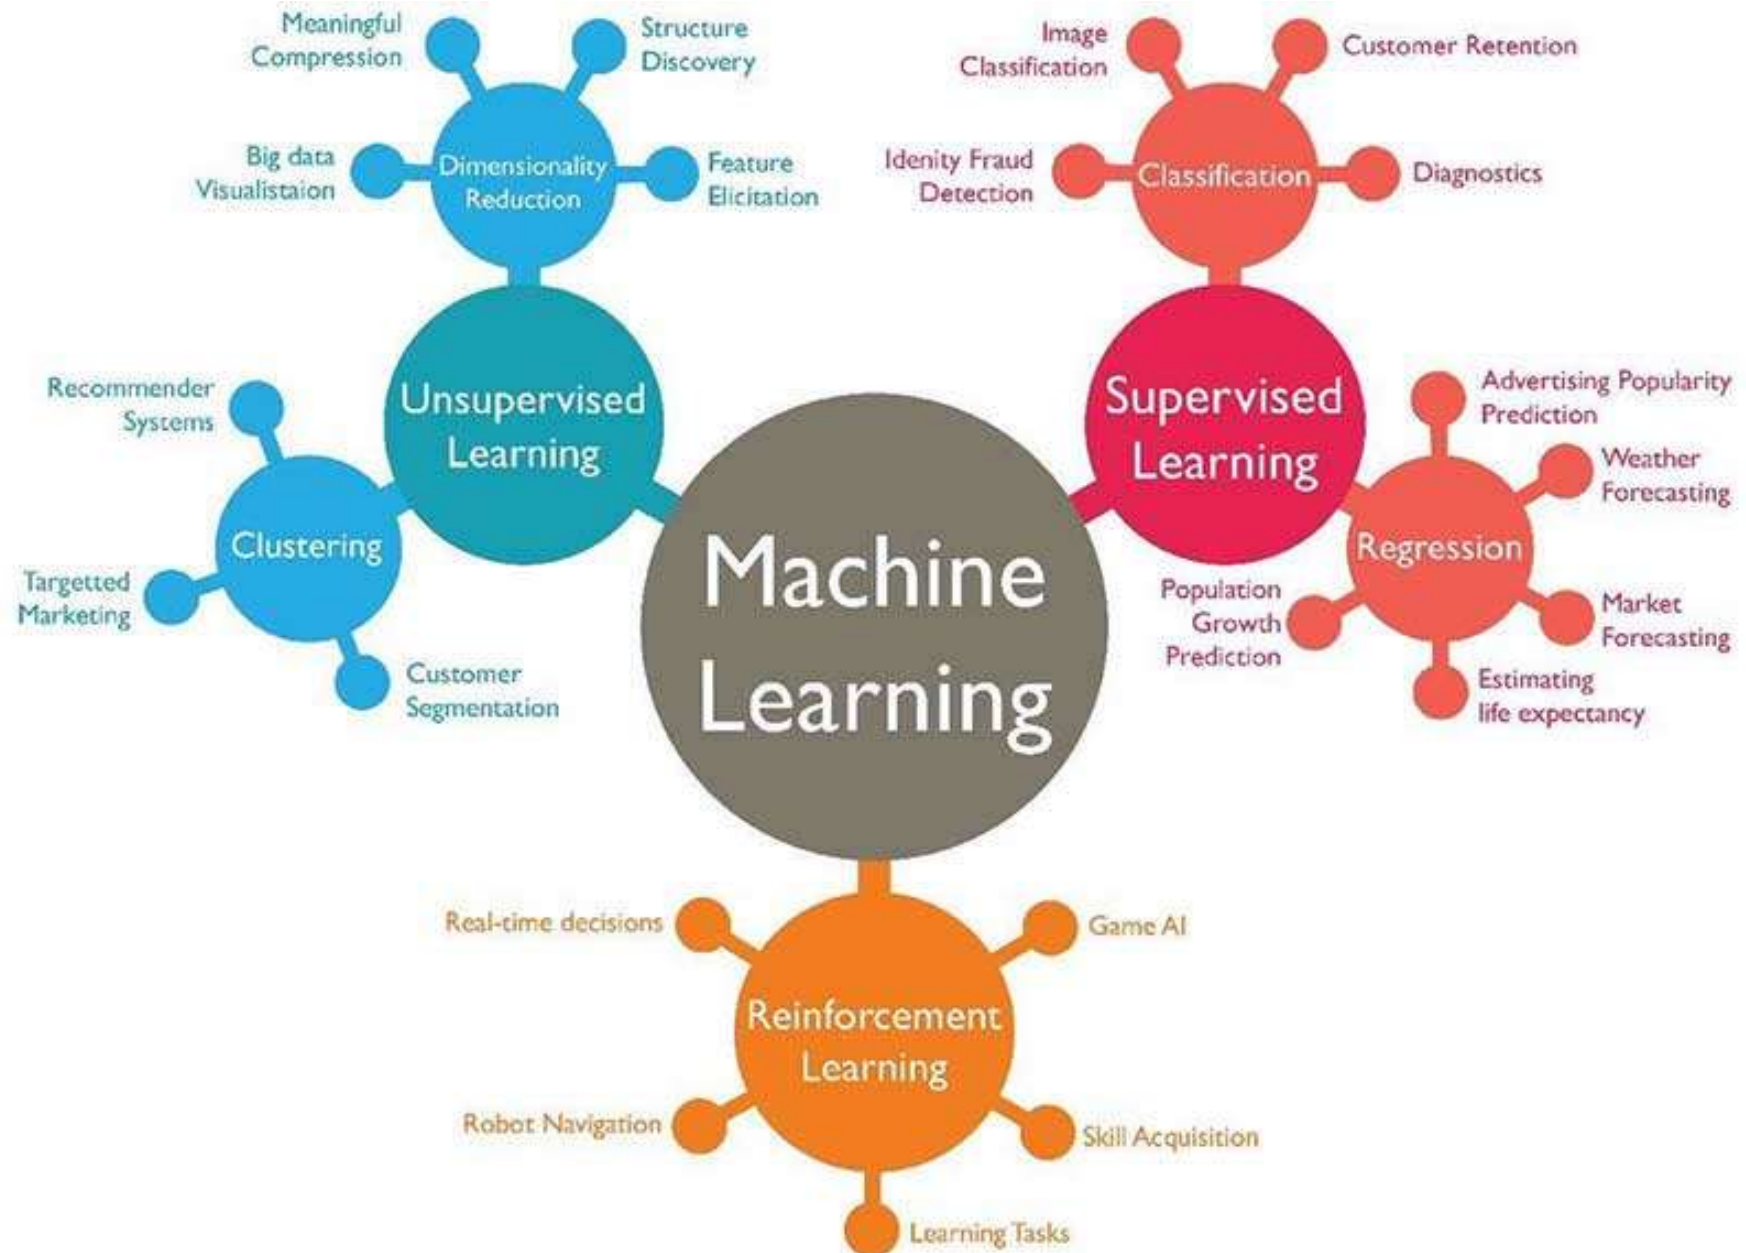 Meaningful
Compression
Structure
Discovery
Big data
Visualistaion
Dimensionality
Reduction
Feature
Elicitation
Image
Classification
Customer Retention
Idenity Fraud
Detection
Classification
Diagnostics
Recommender
Systems
Unsupervised
Learning
Clustering
Targetted
Marketing
Customer
Segmentation
Supervised
Learning
Advertising Popularity
Prediction
Weather
Forecasting
Regression
Population
Growth
Prediction
Market
Forecasting
Estimating
life expectancy
Machine
Learning
Real-time decisions
Game AI
Reinforcement
Learning
Robot Navigation
Skill Acquisition
Learning Tasks